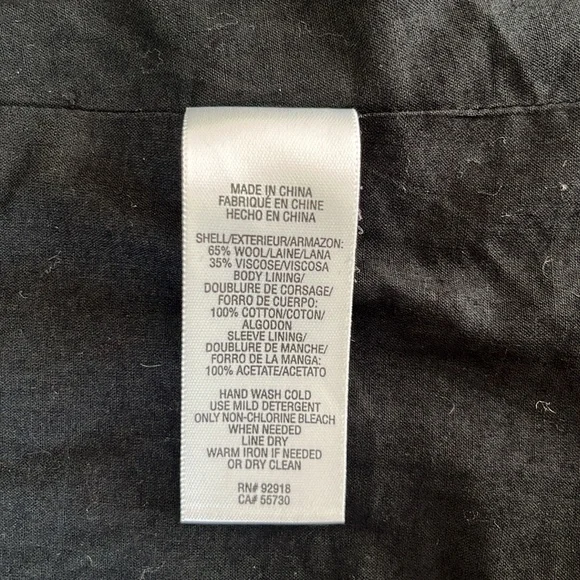 MADE IN CHINA
FABRIQUÉ EN CHINE
HECHO EN CHINA
SHELL/EXTERIEUR/ARMAZON:
65% WOOL/LAINE/LANA
35% VISCOSE/VISCOSA
BODY LINING/
DOUBLURE DE CORSAGE/
FORRO DE CUERPO:
100% COTTON/COTON/
ALGODON
SLEEVE LINING/
DOUBLURE DE MANCHE/
FORRO DE LA MANGA:
100% ACETATE/ACETATO
HAND WASH COLD
USE MILD DETERGENT
ONLY NON-CHLORINE BLEACH
WHEN NEEDED
LINE DRY
WARM IRON IF NEEDED
OR DRY CLEAN
RN# 92918
CA# 55730